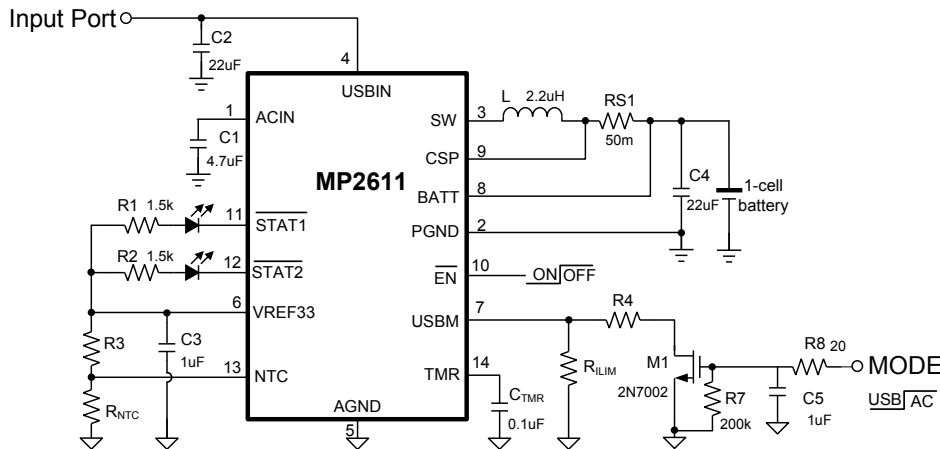 Input Port
C2
22uF
4
USBIN
1
ACIN
C1
4.7uF
MP2611
SW
3
L
2.2uH
RS1
50m
CSP
9
BATT
8
C4
22uF
1-cell
battery
PGND
2
R1
1.5k
11
STAT1
R2
1.5k
12
STAT2
EN
10
ON OFF
6
VREF33
USBM
7
R4
R3
C3
1uF
13
NTC
RNTC
TMR
14
CTMR
0.1uF
RILIM
M1
2N7002
R7
200k
R8
20
MODE
USB AC
C5
1uF
AGND
5